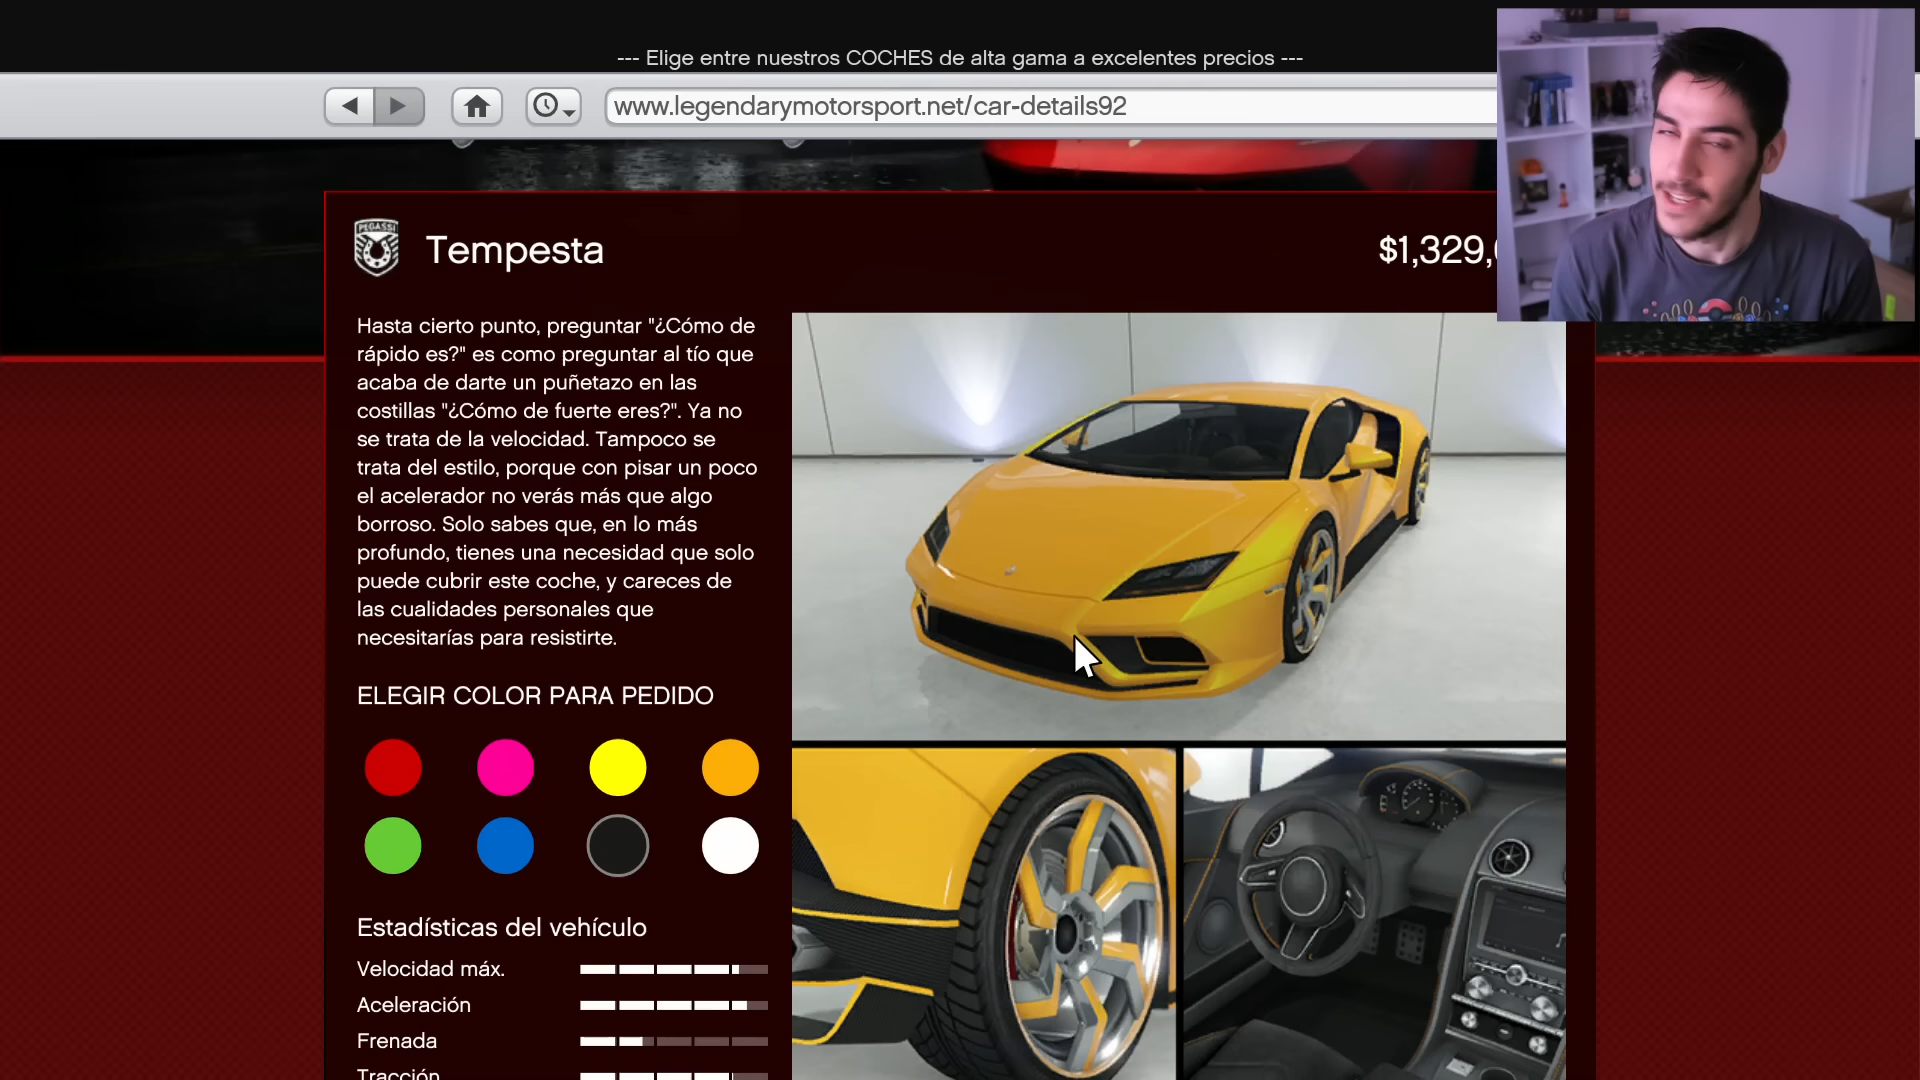 --- Elige entre nuestros COCHES de alta gama a excelentes precios ---
www.legendarymotorsport.net/car-details92
PEGASSI
Tempesta
$1,329,
Hasta cierto punto, preguntar "¿Cómo de
rápido es?" es como preguntar al tío que
acaba de darte un puñetazo en las
costillas "¿Cómo de fuerte eres?". Ya no
se trata de la velocidad. Tampoco se
trata del estilo, porque con pisar un poco
el acelerador no verás más que algo
borroso. Solo sabes que, en lo más
profundo, tienes una necesidad que solo
puede cubrir este coche, y careces de
las cualidades personales que
necesitarías para resistirte.
ELEGIR COLOR PARA PEDIDO
Estadísticas del vehículo
Velocidad máx.
Aceleración
Frenada
Tracción